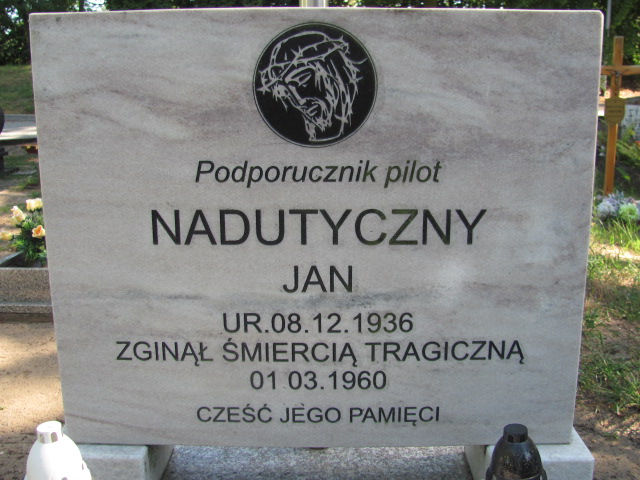 Podporucznik pilot
NADUTYCZNY
JAN
UR.08.12.1936
ZGINĄŁ ŚMIERCIĄ TRAGICZNĄ
01 03.1960
CZEŚĆ JEGO PAMIĘCI